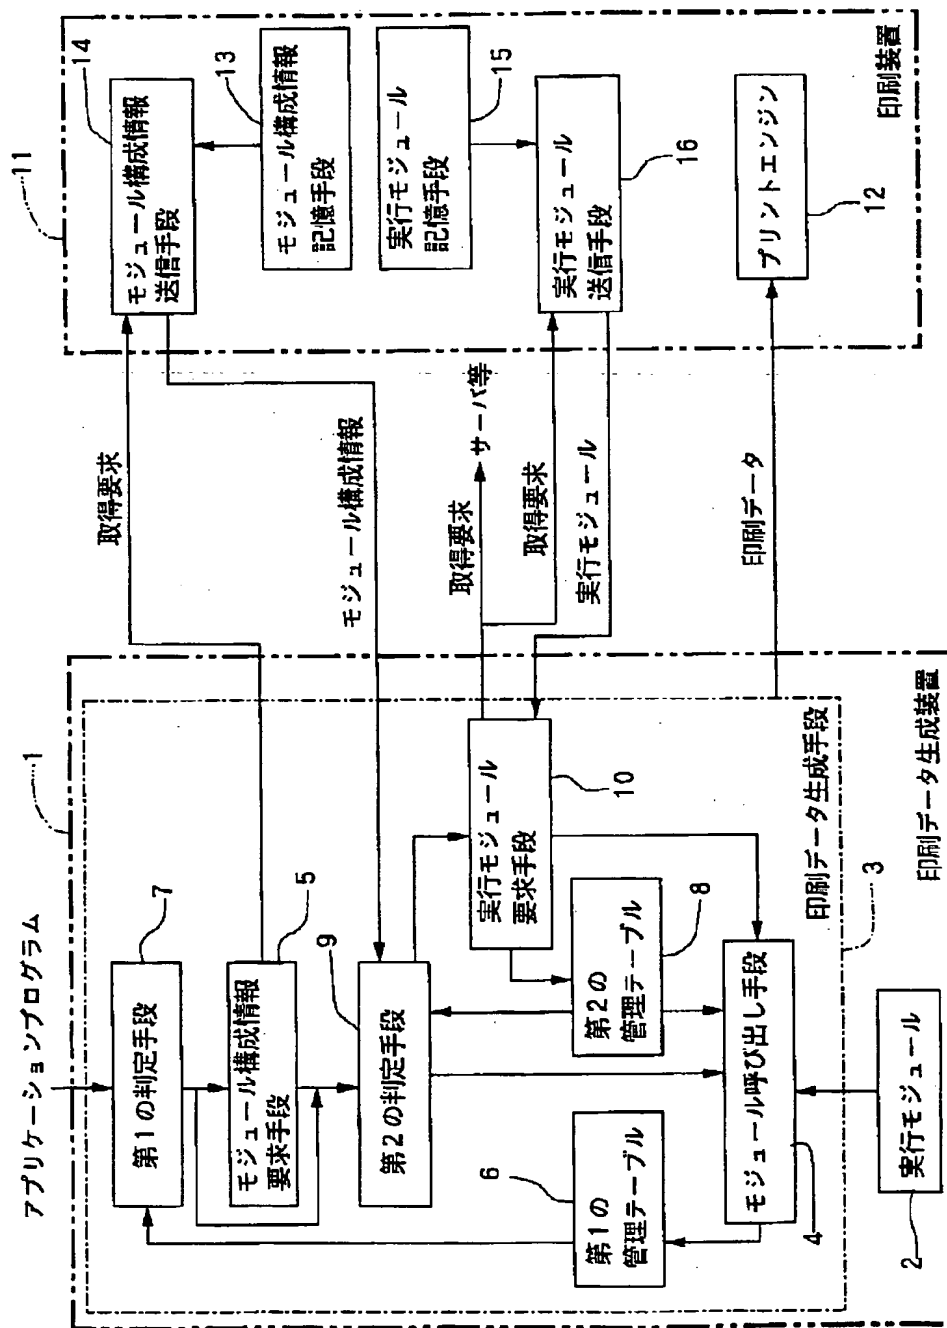 アプリケーションプログラム
1
7
第1の判定手段
5
モジュール構成情報
要求手段
9
第2の判定手段
6
第1の
管理テーブル
8
第2の
管理テーブル
10
実行モジュール
要求手段
モジュール呼び出し手段
4
印刷データ生成手段
3
実行モジュール
2
印刷データ生成装置
取得要求
モジュール構成情報
取得要求
サーバ等
取得要求
実行モジュール
印刷データ
11
14
モジュール構成情報
送信手段
13
モジュール構成情報
記憶手段
実行モジュール
記憶手段
15
実行モジュール
送信手段
16
プリントエンジン
12
印刷装置